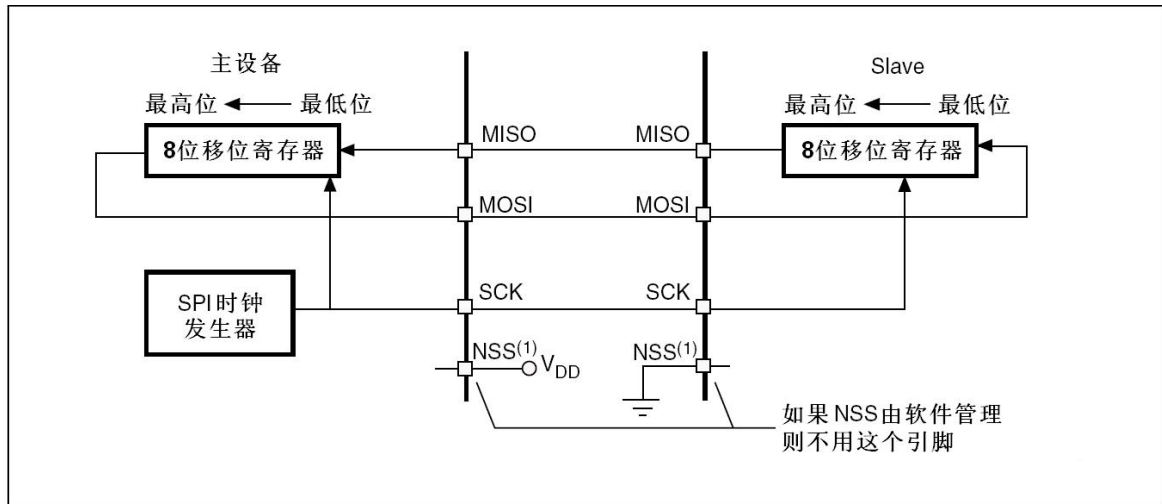 主设备
Slave
最高位 最低位
最高位 最低位
8位移位寄存器
MISO
MISO
8位移位寄存器
MOSI
MOSI
SPI时钟
发生器
SCK
SCK
NSS(1)
VDD
NSS(1)
如果NSS由软件管理
则不用这个引脚